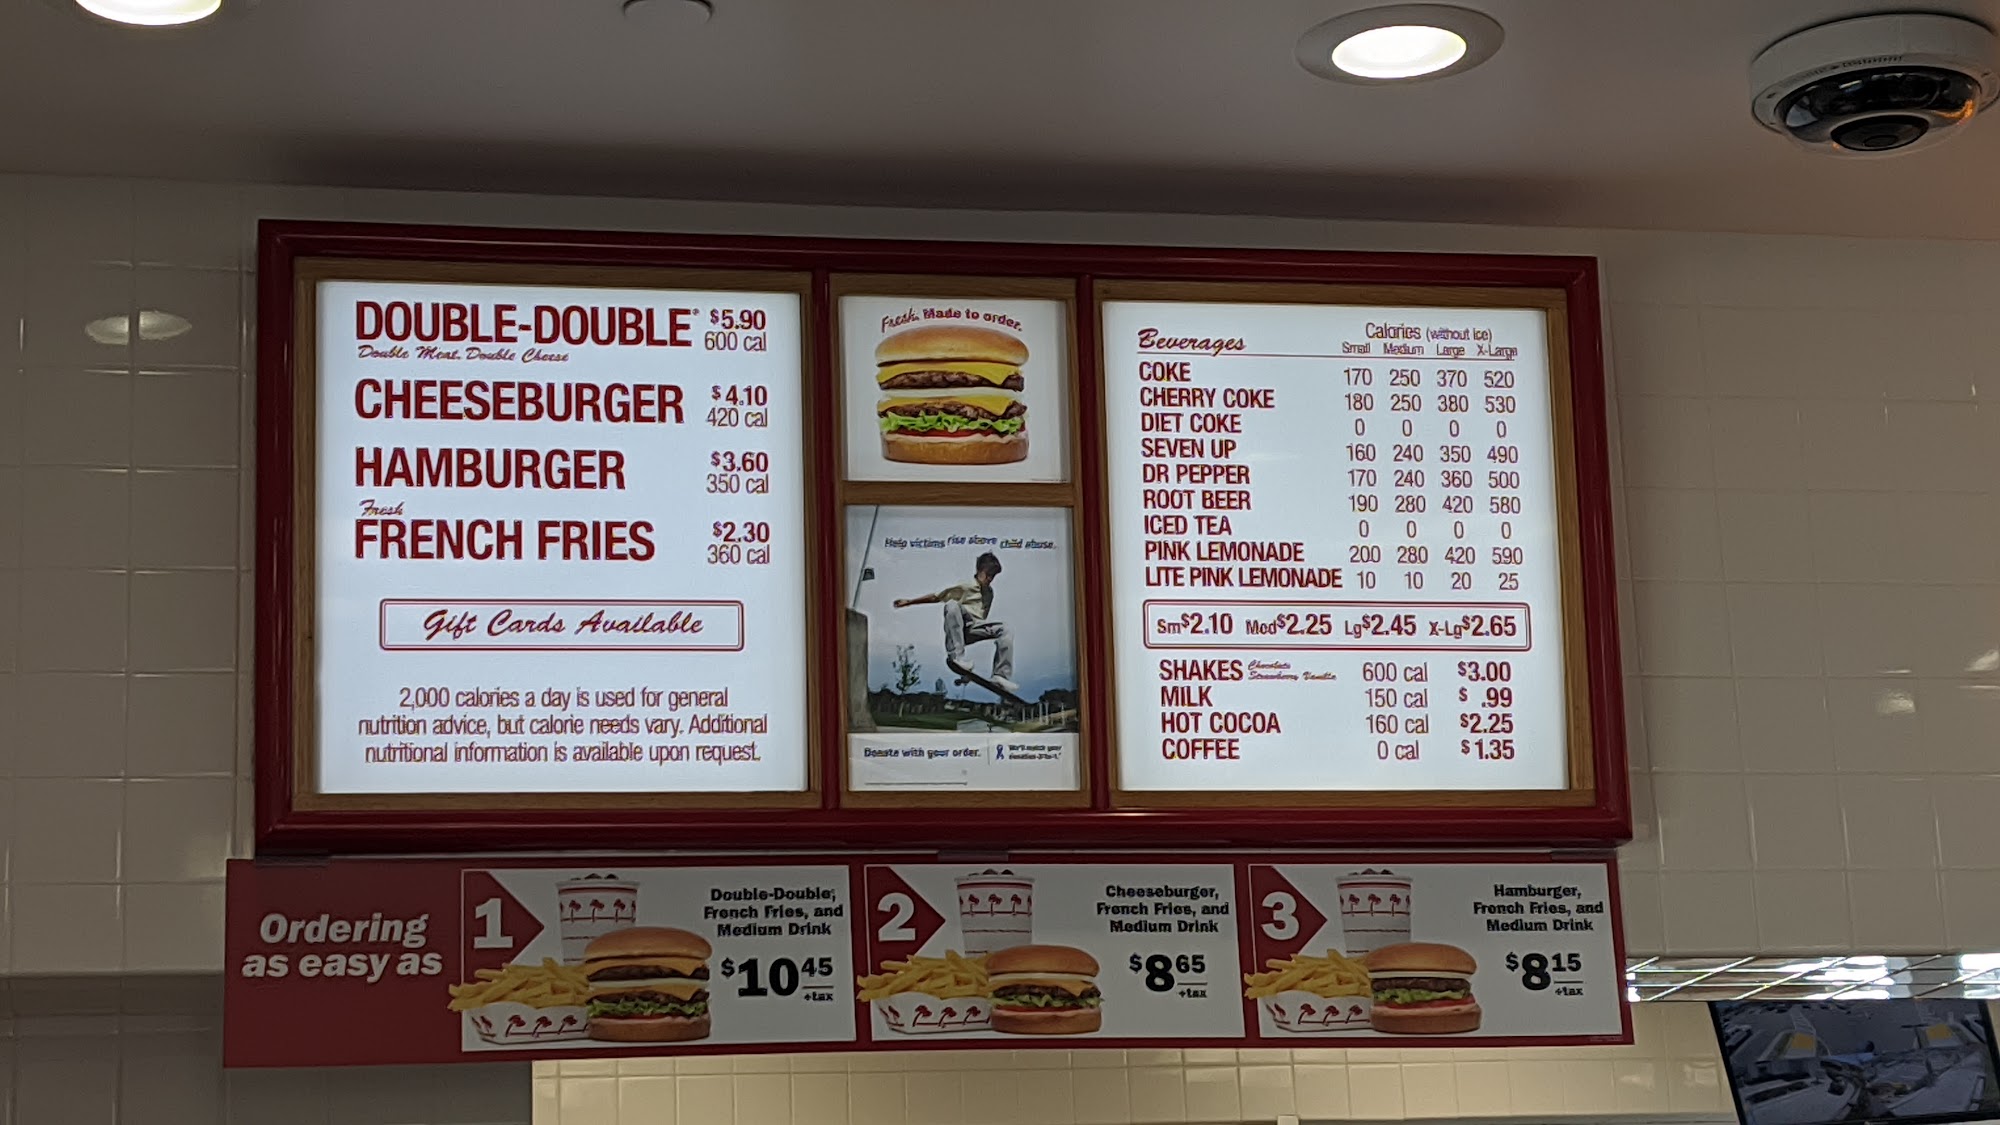 DOUBLE-DOUBLE® $5.90
Double Meat. Double Cheese 600 cal
CHEESEBURGER $4.10
420 cal
HAMBURGER $3.60
350 cal
Fresh
FRENCH FRIES $2.30
360 cal
Gift Cards Available
2,000 calories a day is used for general
nutrition advice, but calorie needs vary. Additional
nutritional information is available upon request.
Fresh. Made to order.
Help victims rise above child abuse.
Donate with your order.
We'll match your
donation 3-to-1.*
Beverages Calories (without ice)
Small Medium Large X-Large
COKE 170 250 370 520
CHERRY COKE 180 250 380 530
DIET COKE 0 0 0 0
SEVEN UP 160 240 350 490
DR PEPPER 170 240 360 500
ROOT BEER 190 280 420 580
ICED TEA 0 0 0 0
PINK LEMONADE 200 280 420 590
LITE PINK LEMONADE 10 10 20 25
Sm$2.10 Med$2.25 Lg$2.45 X-Lg$2.65
SHAKES Chocolate Strawberry Vanilla 600 cal $3.00
MILK 150 cal $ .99
HOT COCOA 160 cal $2.25
COFFEE 0 cal $1.35
Ordering
as easy as
1
Double-Double,
French Fries, and
Medium Drink
$10 45
+tax
2
Cheeseburger,
French Fries, and
Medium Drink
$8 65
+tax
3
Hamburger,
French Fries, and
Medium Drink
$8 15
+tax